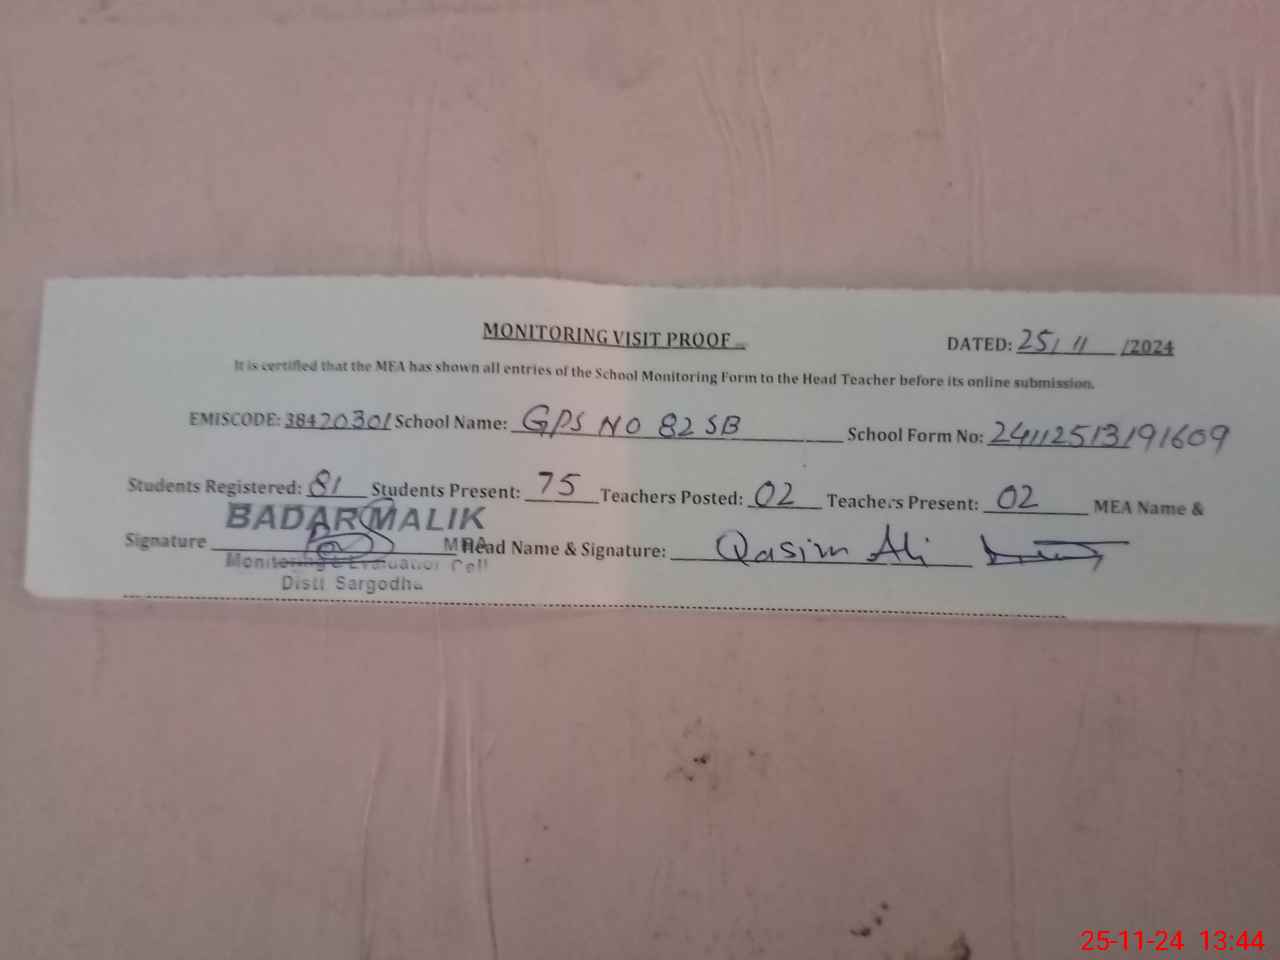 MONITORING VISIT PROOF DATED: 25/11/2024
It is certified that the MEA has shown all entries of the School Monitoring Form to the Head Teacher before its online submission.
EMISCODE: 38420301 School Name: GPS NO 82 SB School Form No: 24112513191609
Students Registered: 81 Students Present: 75 Teachers Posted: 02 Teachers Present: 02 MEA Name &
BADAR MALIK
Signature MEA Head Name & Signature: Qasim Ali
Monitoring & Evaluation Cell
Distt Sargodha
25-11-24 13:44